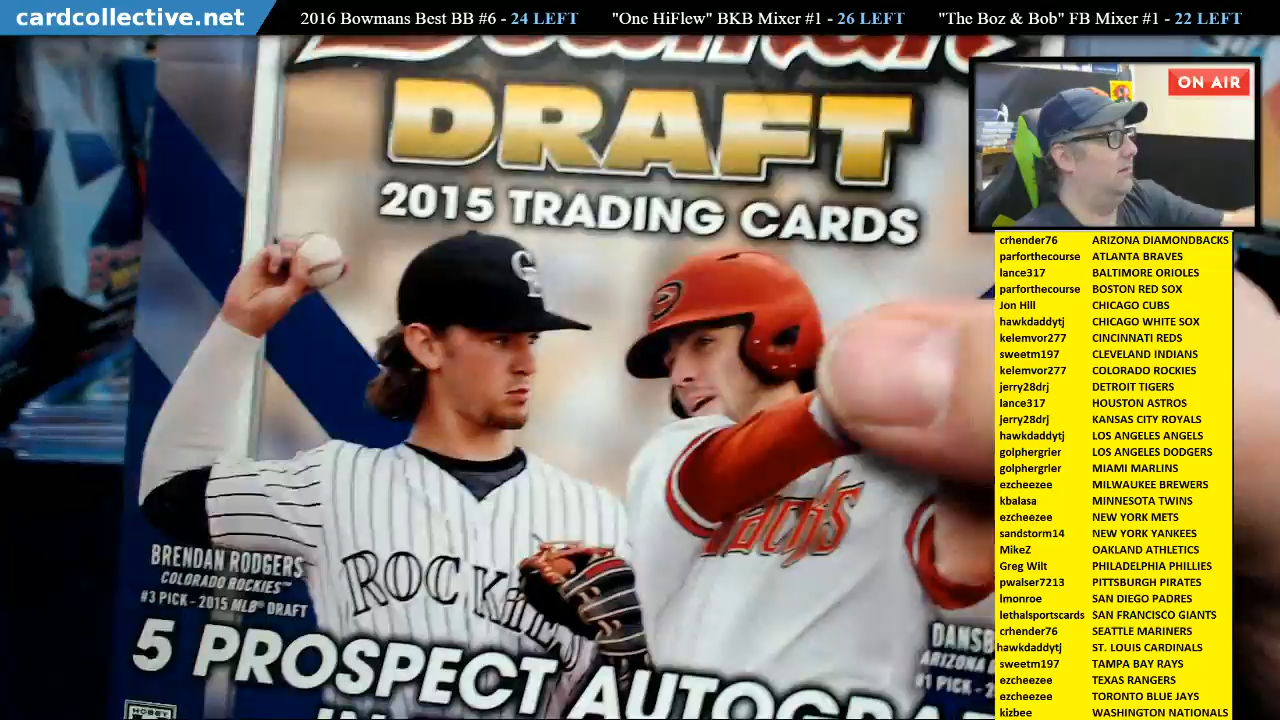 cardcollective.net
2016 Bowmans Best BB #6 - 24 LEFT
"One HiFlew" BKB Mixer #1 - 26 LEFT
"The Boz & Bob" FB Mixer #1 - 22 LEFT
ON AIR
DRAFT
2015 TRADING CARDS
BRENDAN RODGERS
COLORADO ROCKIES™
#3 PICK - 2015 MLB® DRAFT
5 PROSPECT
HOBBY
crhender76 ARIZONA DIAMONDBACKS
parforthecourse ATLANTA BRAVES
lance317 BALTIMORE ORIOLES
parforthecourse BOSTON RED SOX
Jon Hill CHICAGO CUBS
hawkdaddytj CHICAGO WHITE SOX
kelemvor277 CINCINNATI REDS
sweetm197 CLEVELAND INDIANS
kelemvor277 COLORADO ROCKIES
jerry28drj DETROIT TIGERS
lance317 HOUSTON ASTROS
jerry28drj KANSAS CITY ROYALS
hawkdaddytj LOS ANGELES ANGELS
golphergrier LOS ANGELES DODGERS
golphergrier MIAMI MARLINS
ezcheezee MILWAUKEE BREWERS
kbalasa MINNESOTA TWINS
ezcheezee NEW YORK METS
sandstorm14 NEW YORK YANKEES
MikeZ OAKLAND ATHLETICS
Greg Wilt PHILADELPHIA PHILLIES
pwalser7213 PITTSBURGH PIRATES
lmonroe SAN DIEGO PADRES
lethalsportscards SAN FRANCISCO GIANTS
crhender76 SEATTLE MARINERS
hawkdaddytj ST. LOUIS CARDINALS
sweetm197 TAMPA BAY RAYS
ezcheezee TEXAS RANGERS
ezcheezee TORONTO BLUE JAYS
kizbee WASHINGTON NATIONALS